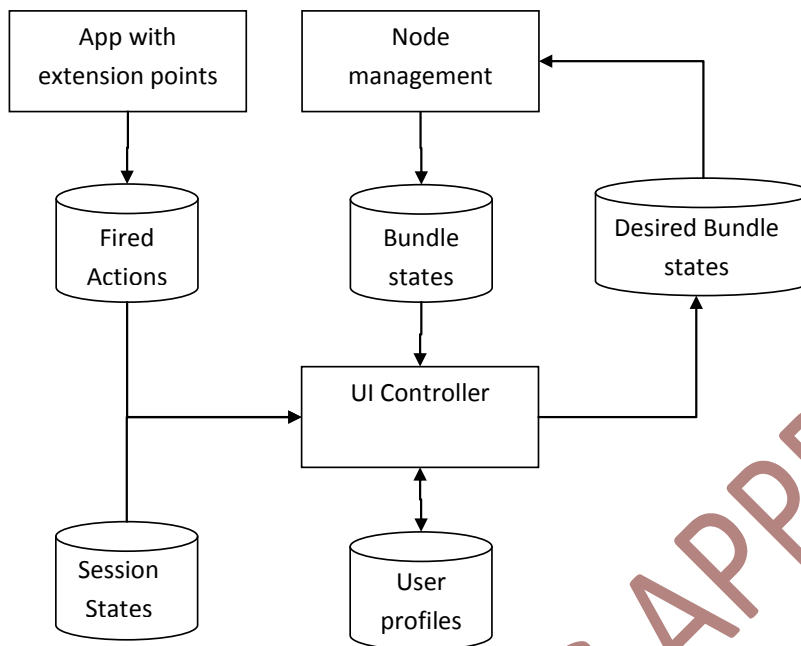 App with
extension points
Node
management
Fired
Actions
Bundle
states
Desired Bundle
states
UI Controller
Session
States
User
profiles